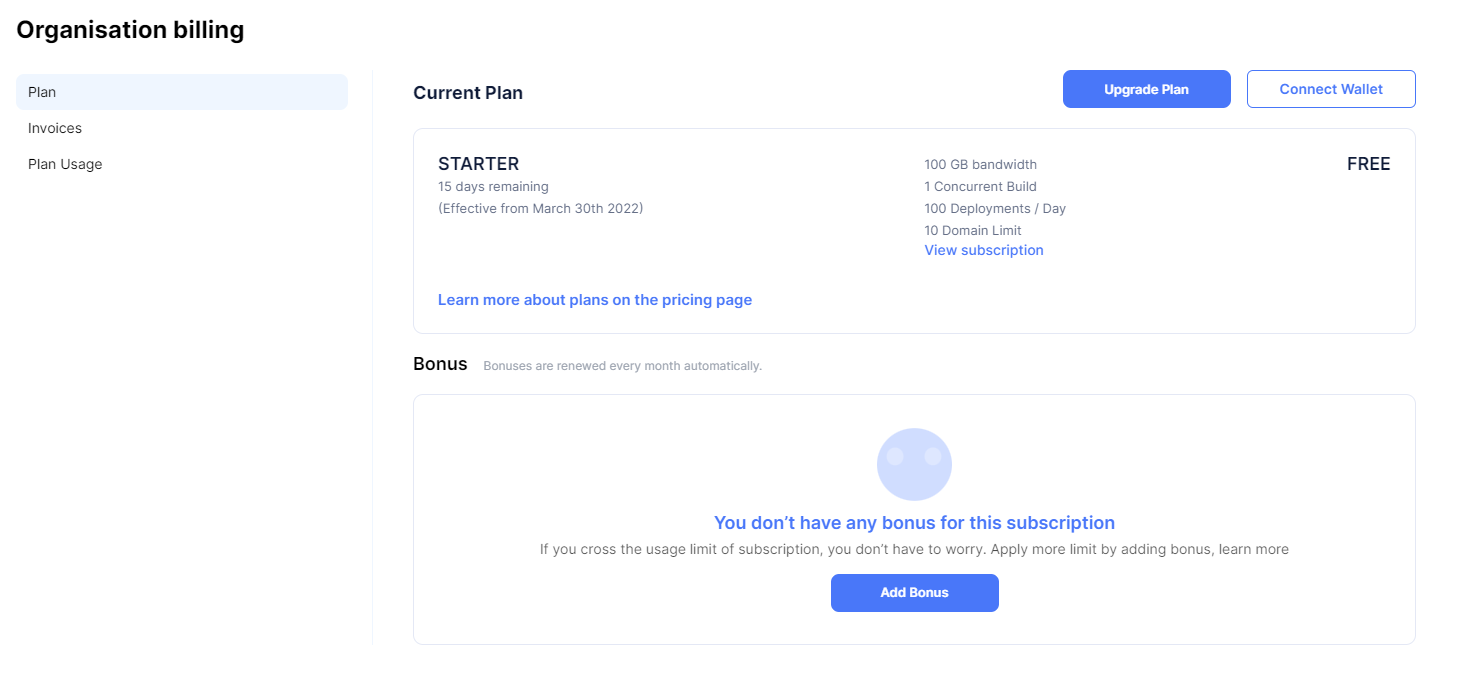 Organisation billing
Plan
Invoices
Plan Usage
Current Plan
Upgrade Plan
Connect Wallet
STARTER
15 days remaining
(Effective from March 30th 2022)
100 GB bandwidth
1 Concurrent Build
100 Deployments / Day
10 Domain Limit
View subscription
FREE
Learn more about plans on the pricing page
Bonus
Bonuses are renewed every month automatically.
You don’t have any bonus for this subscription
If you cross the usage limit of subscription, you don’t have to worry. Apply more limit by adding bonus, learn more
Add Bonus